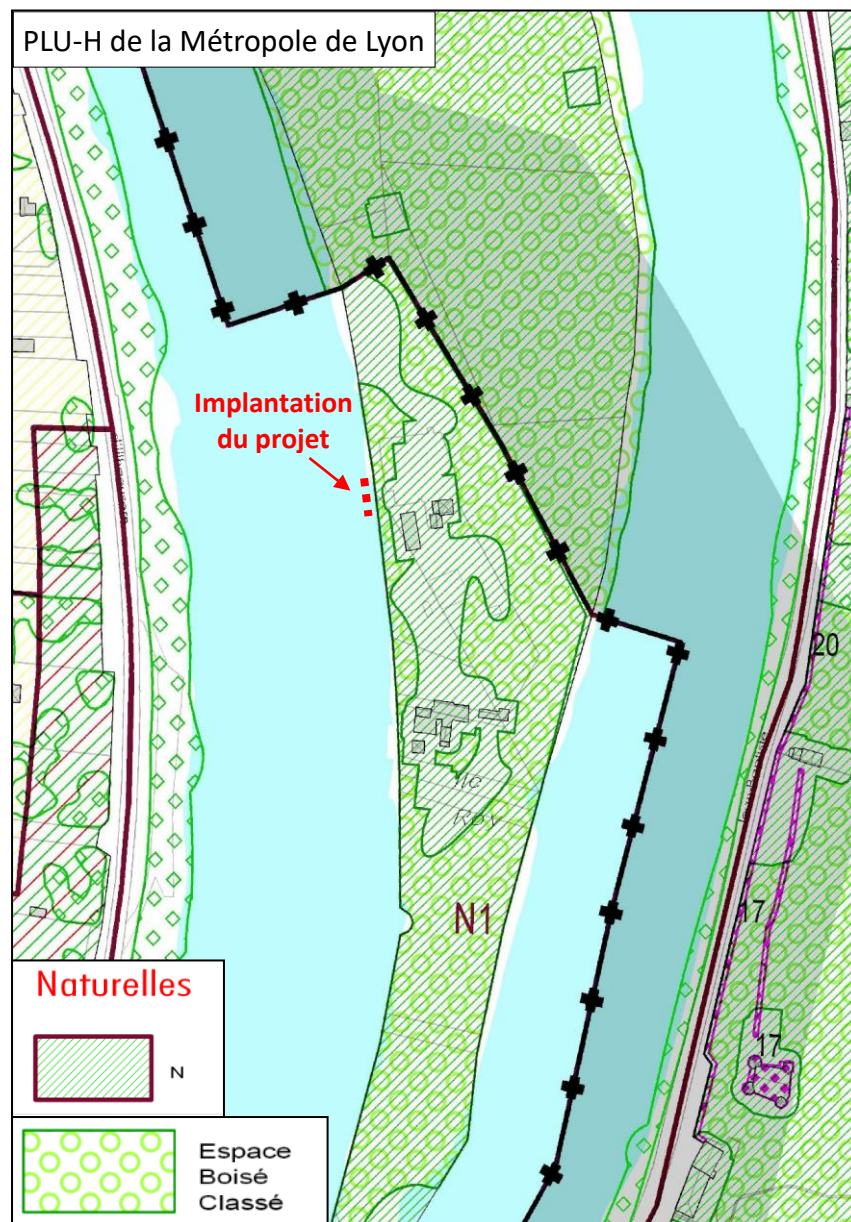 PLU-H de la Métropole de Lyon
Implantation
du projet
20
17
N1
17
Naturelles
N
Espace
Boisé
Classé